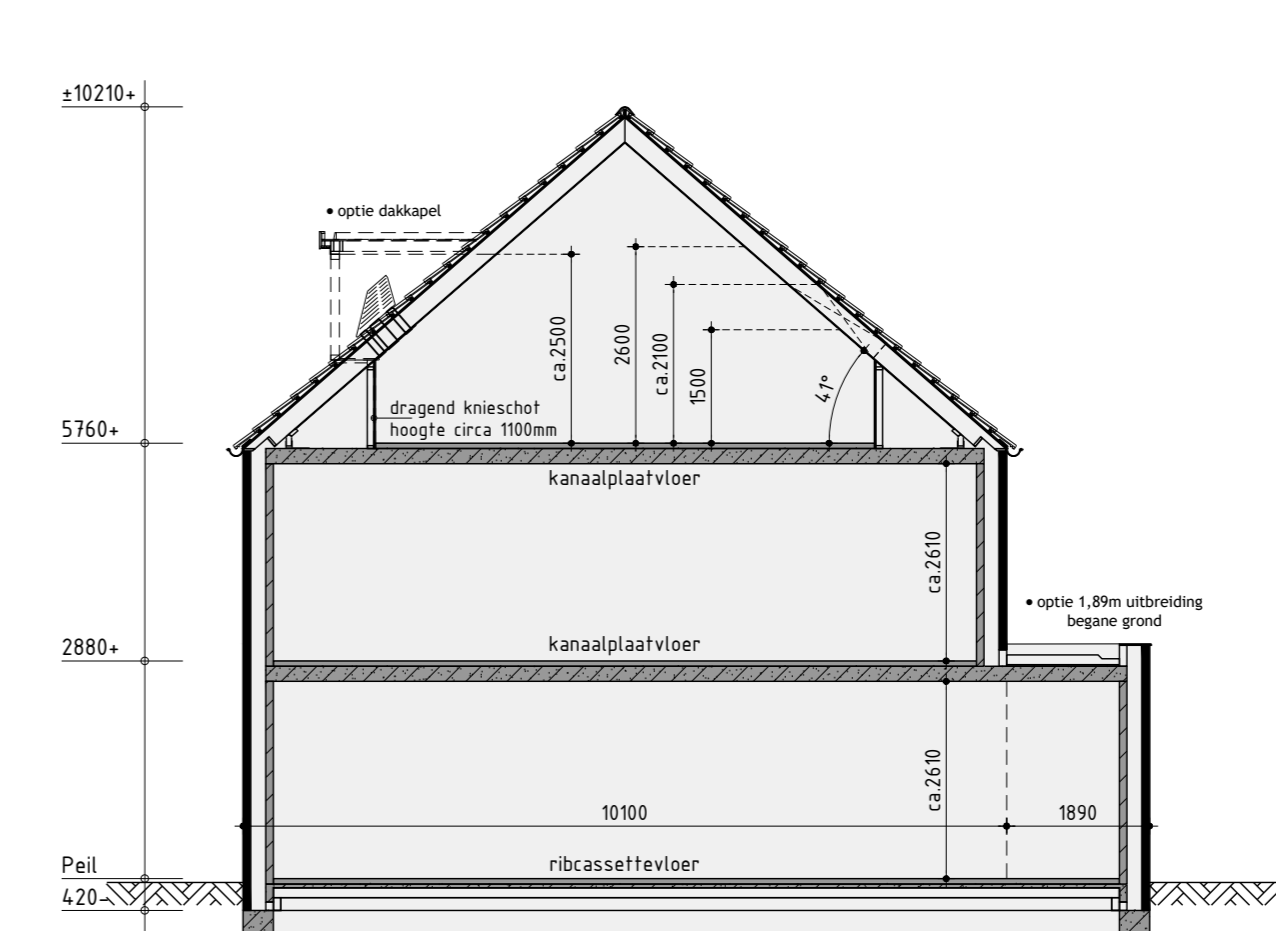 ±10210+
• optie dakkapel
ca.2500
2600
ca.2100
1500
41°
dragend knieschot
hoogte circa 1100mm
5760+
kanaalplaatvloer
ca.2610
• optie 1,89m uitbreiding
begane grond
2880+
kanaalplaatvloer
ca.2610
10100
1890
Peil
ribcassettevloer
420-